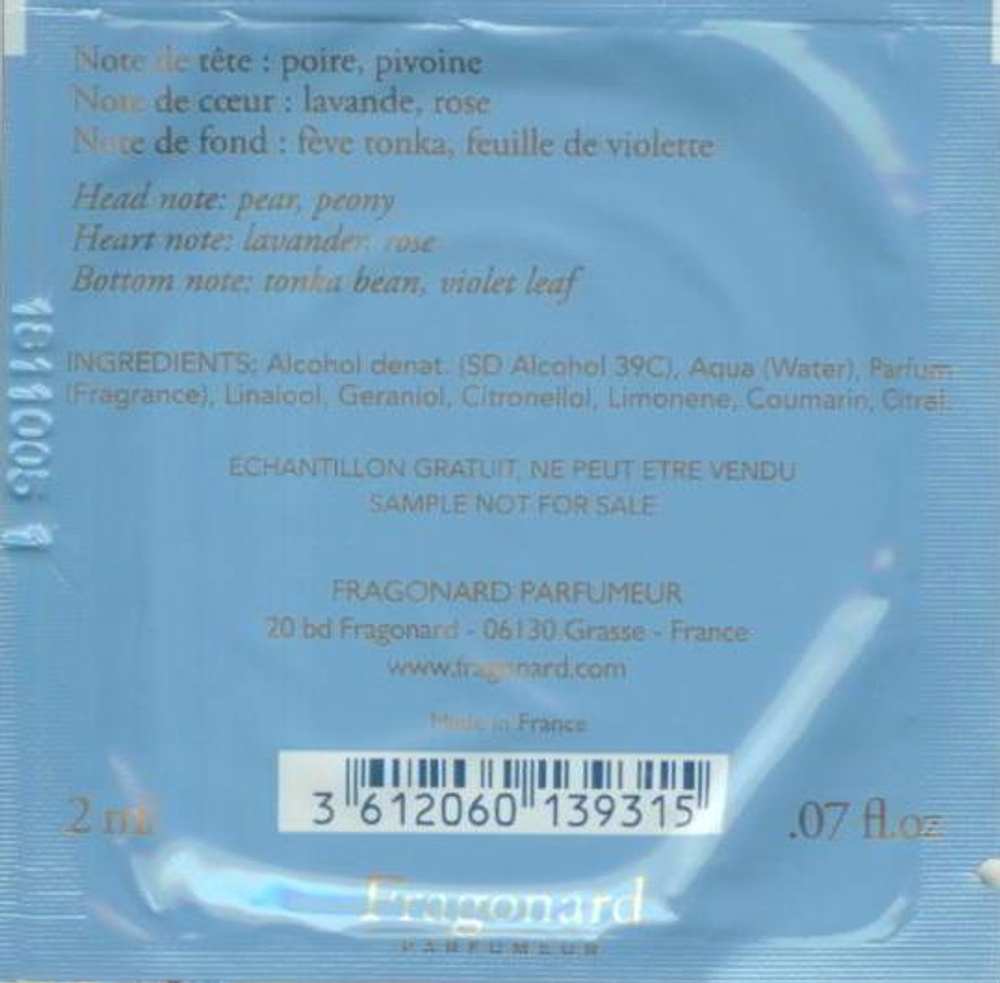 Note de tête : poire, pivoine
Note de cœur : lavande, rose
Note de fond : fève tonka, feuille de violette
Head note: pear, peony
Heart note: lavander, rose
Bottom note: tonka bean, violet leaf
INGREDIENTS: Alcohol denat. (SD Alcohol 39C), Aqua (Water), Parfum
(Fragrance), Linalool, Geraniol, Citronellol, Limonene, Coumarin, Citral.
ECHANTILLON GRATUIT, NE PEUT ETRE VENDU
SAMPLE NOT FOR SALE
FRAGONARD PARFUMEUR
20 bd Fragonard - 06130 Grasse - France
www.fragonard.com
Made in France
3 612060 139315
2 ml
.07 fl.oz
Fragonard
PARFUMEUR